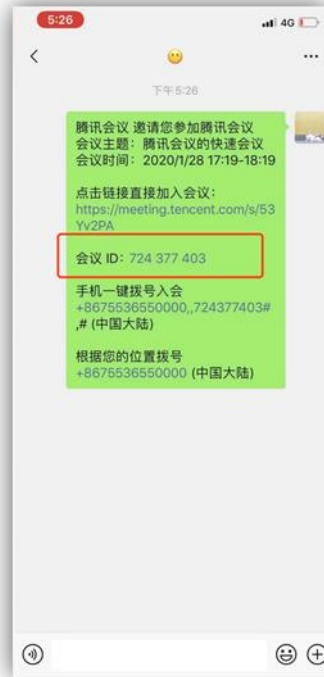 5:26
4G
下午5:26
腾讯会议 邀请您参加腾讯会议
会议主题：腾讯会议的快速会议
会议时间：2020/1/28 17:19-18:19
点击链接直接加入会议：
https://meeting.tencent.com/s/53
Yv2PA
会议 ID：724 377 403
手机一键拨号入会
+8675536550000,,724377403#
,# (中国大陆)
根据您的位置拨号
+8675536550000 (中国大陆)